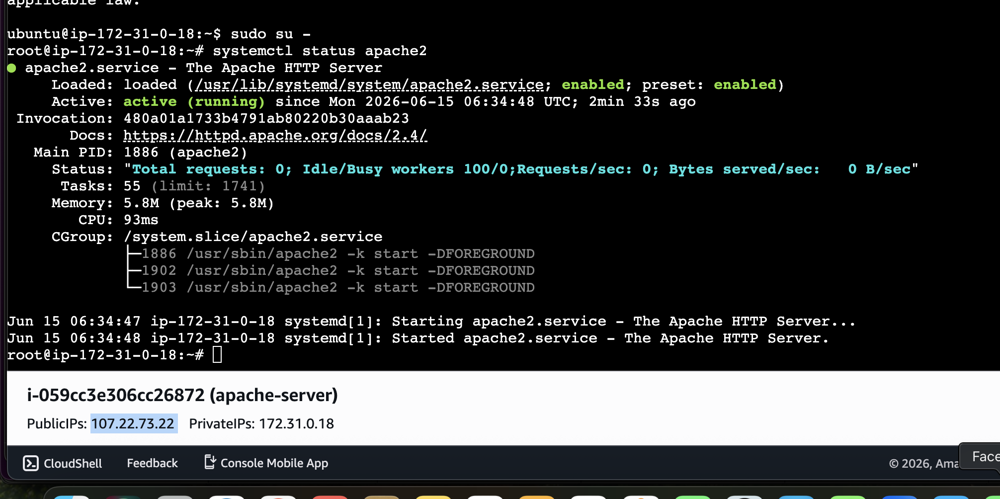 applicable law.
ubuntu@ip-172-31-0-18:~$ sudo su -
root@ip-172-31-0-18:~# systemctl status apache2
● apache2.service - The Apache HTTP Server
Loaded: loaded (/usr/lib/systemd/system/apache2.service; enabled; preset: enabled)
Active: active (running) since Mon 2026-06-15 06:34:48 UTC; 2min 33s ago
Invocation: 480a01a1733b4791ab80220b30aaab23
Docs: https://httpd.apache.org/docs/2.4/
Main PID: 1886 (apache2)
Status: "Total requests: 0; Idle/Busy workers 100/0;Requests/sec: 0; Bytes served/sec:   0 B/sec"
Tasks: 55 (limit: 1741)
Memory: 5.8M (peak: 5.8M)
CPU: 93ms
CGroup: /system.slice/apache2.service
├─1886 /usr/sbin/apache2 -k start -DFOREGROUND
├─1902 /usr/sbin/apache2 -k start -DFOREGROUND
└─1903 /usr/sbin/apache2 -k start -DFOREGROUND
Jun 15 06:34:47 ip-172-31-0-18 systemd[1]: Starting apache2.service - The Apache HTTP Server...
Jun 15 06:34:48 ip-172-31-0-18 systemd[1]: Started apache2.service - The Apache HTTP Server.
root@ip-172-31-0-18:~#
i-059cc3e306cc26872 (apache-server)
PublicIPs: 107.22.73.22 PrivateIPs: 172.31.0.18
CloudShell Feedback Console Mobile App © 2026, Ama Face